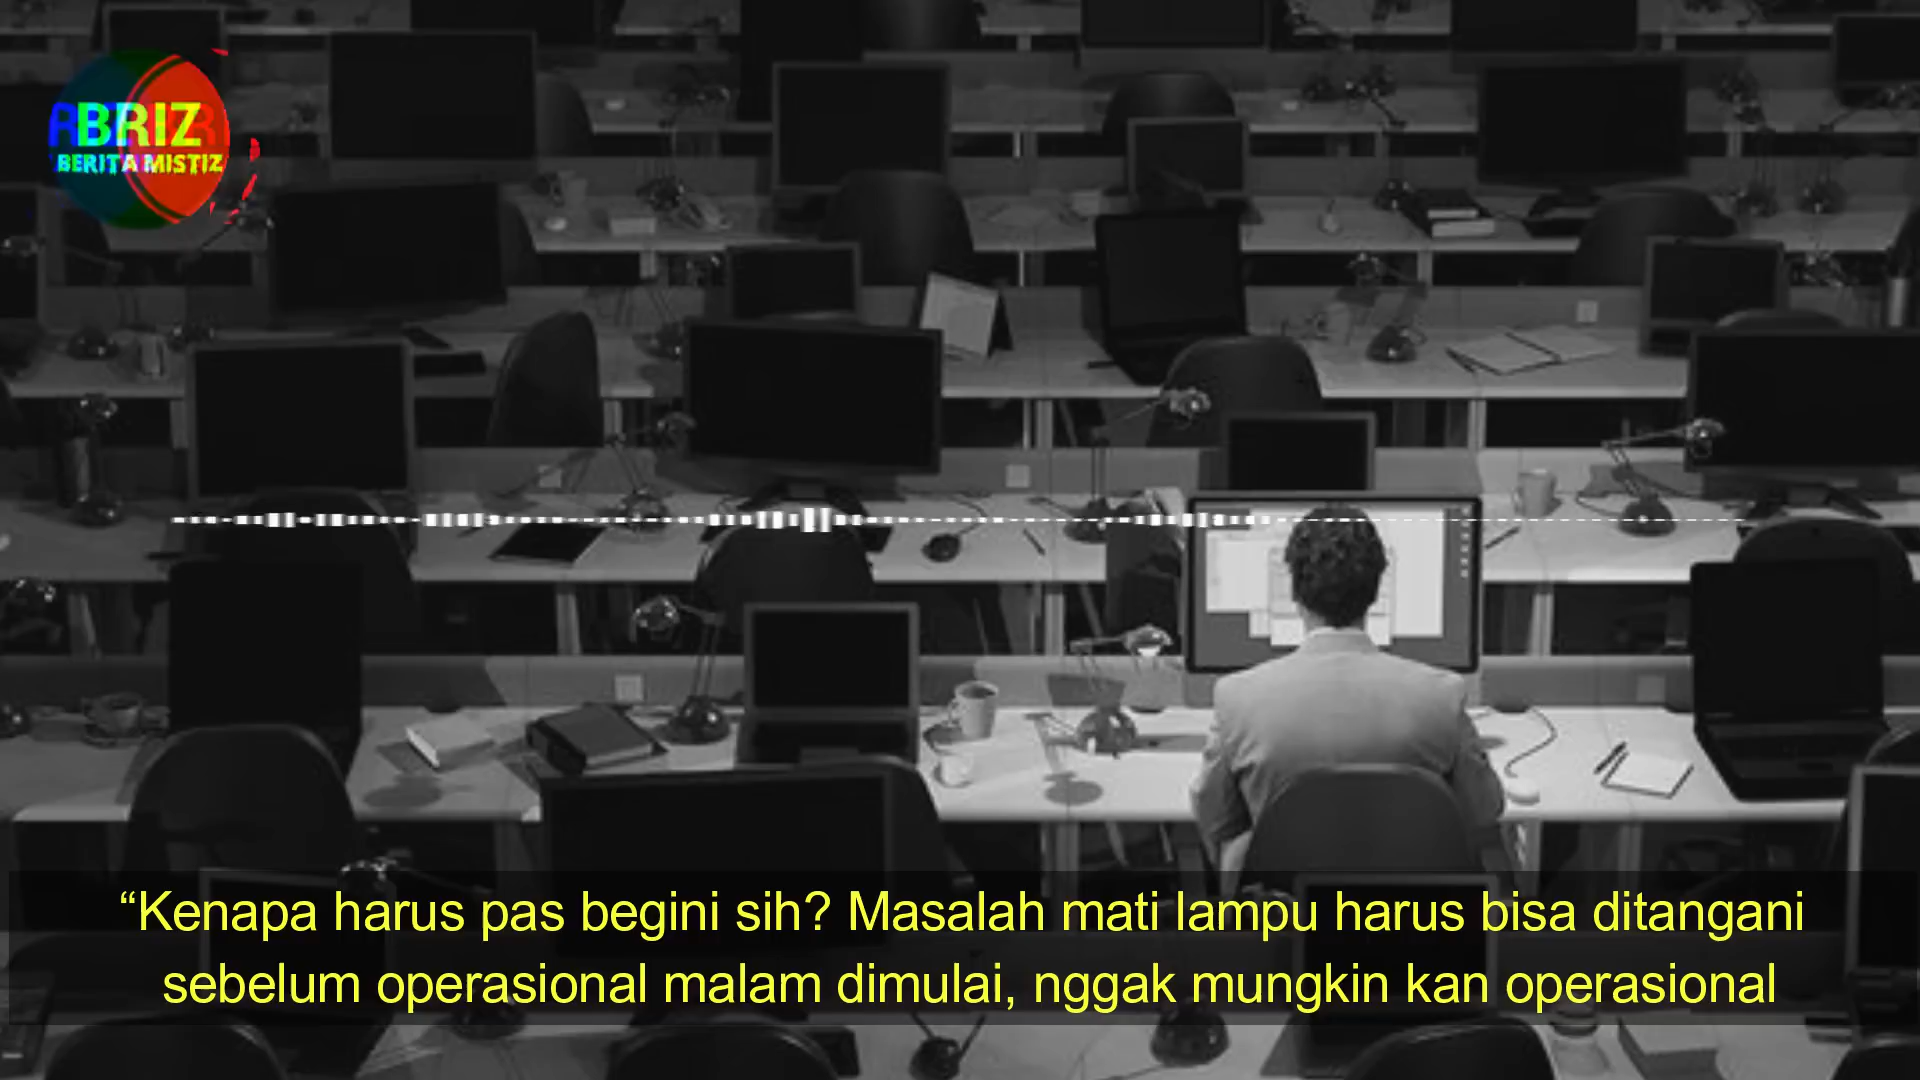 BRIZ
BERITA MISTIZ
“Kenapa harus pas begini sih? Masalah mati lampu harus bisa ditangani
sebelum operasional malam dimulai, nggak mungkin kan operasional